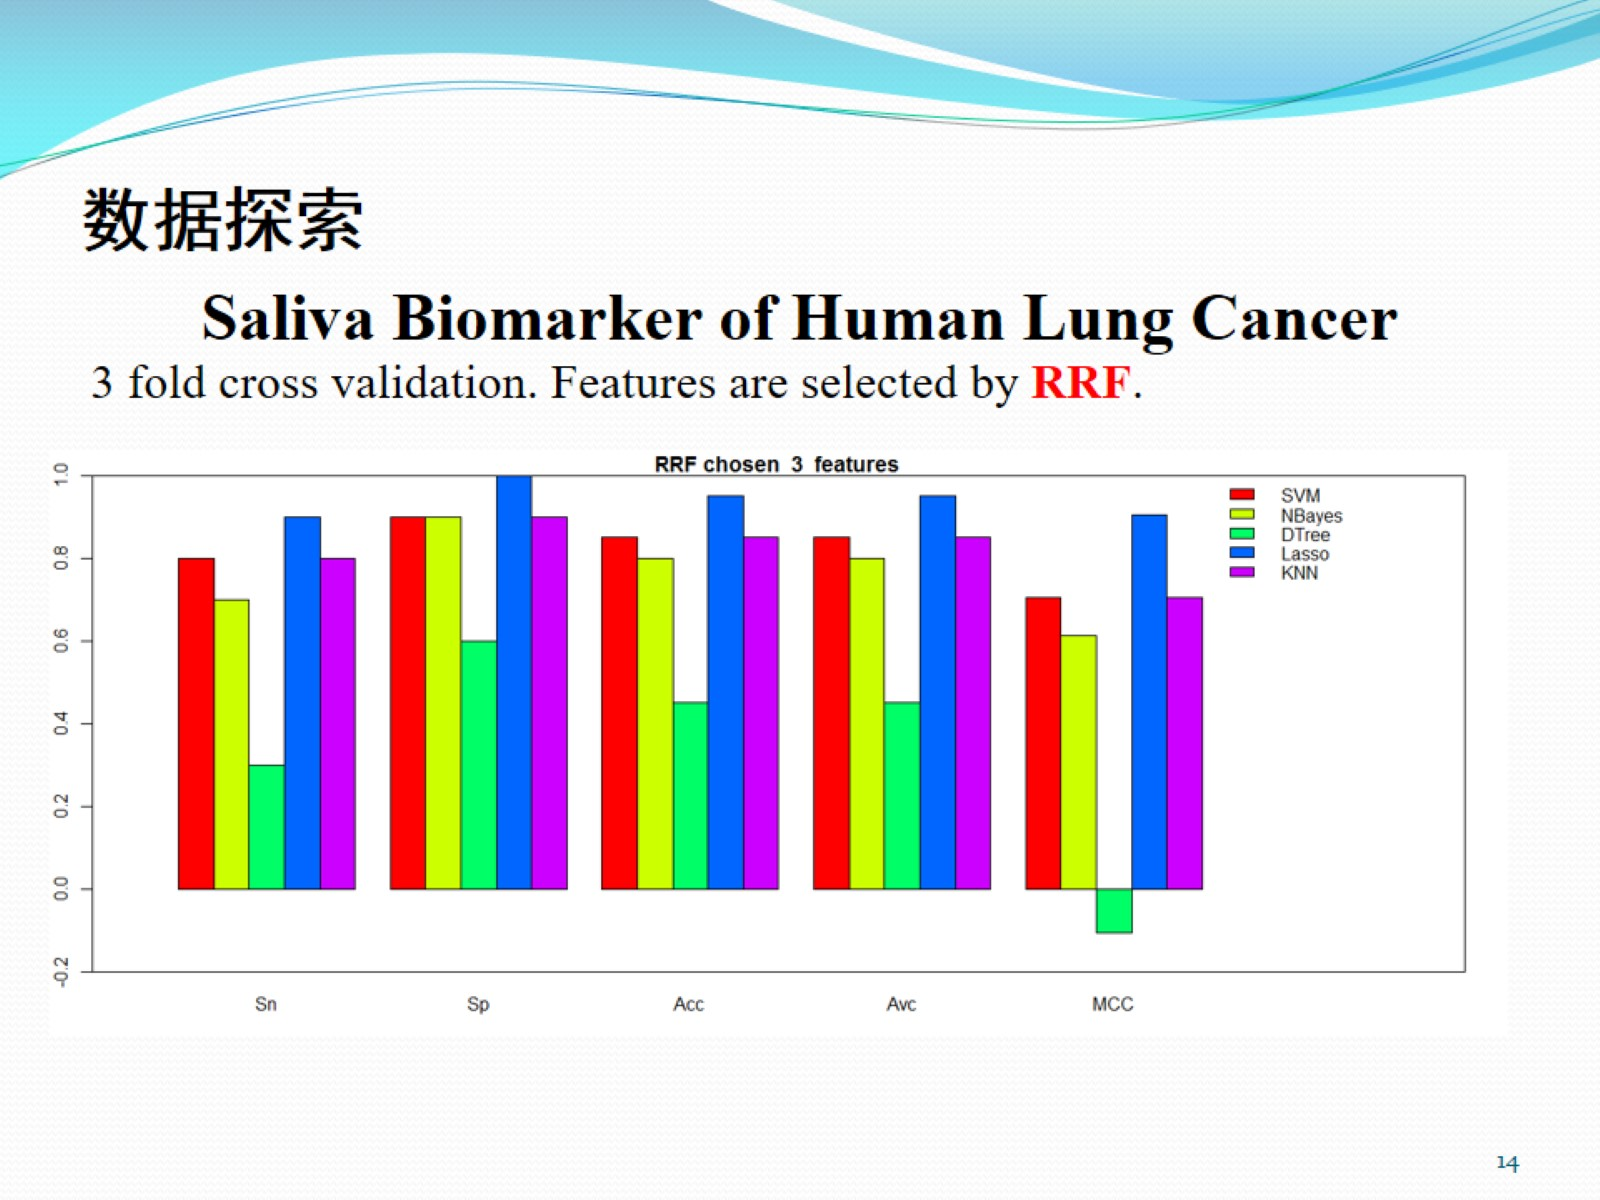 数据探索
Saliva Biomarker of Human Lung Cancer
3 fold cross validation. Features are selected by RRF.
RRF chosen 3 features
1.0
0.8
0.6
0.4
0.2
0.0
-0.2
SVM
NBayes
DTree
Lasso
KNN
Sn Sp Acc Avc MCC
14